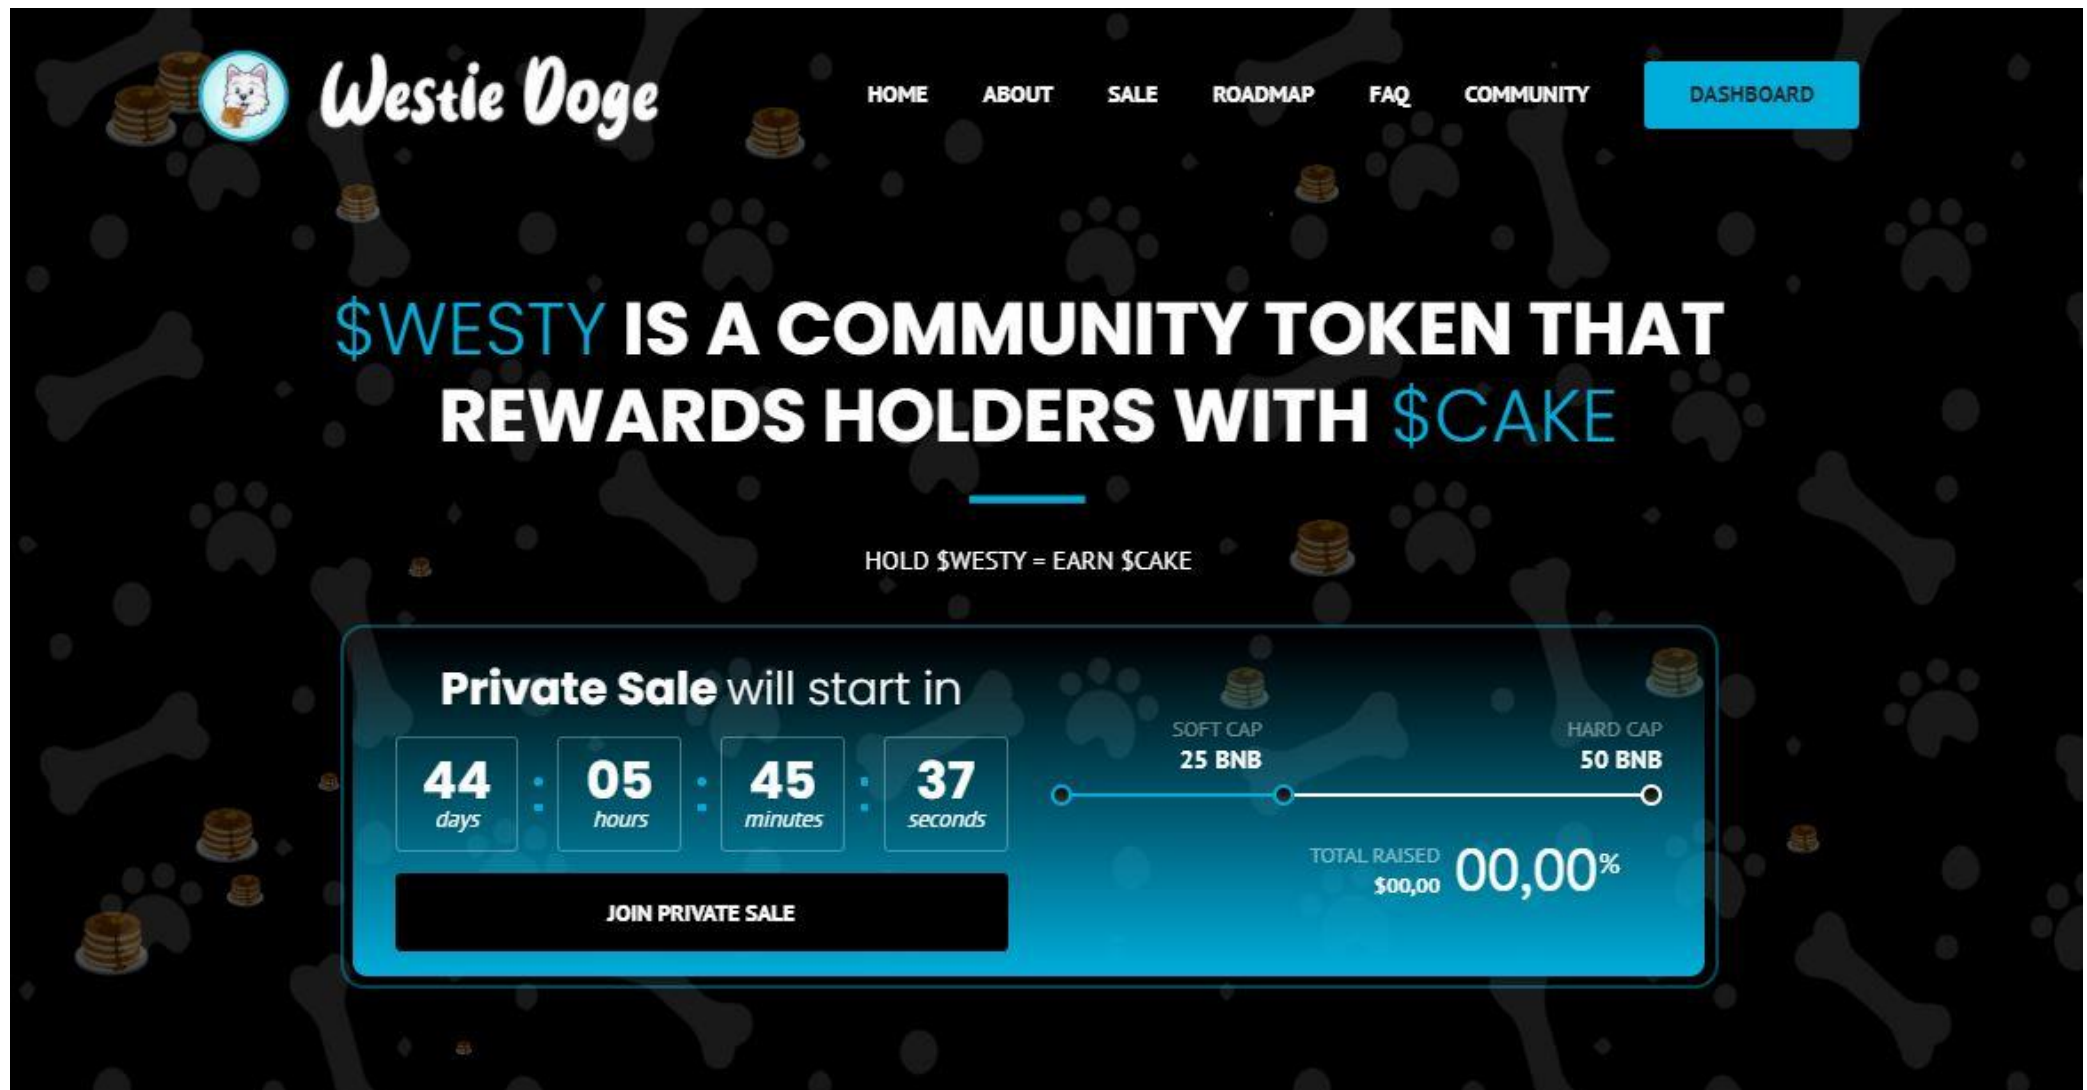 Westie Doge
HOME ABOUT SALE ROADMAP FAQ COMMUNITY DASHBOARD
$WESTY IS A COMMUNITY TOKEN THAT
REWARDS HOLDERS WITH $CAKE
HOLD $WESTY = EARN $CAKE
Private Sale will start in
44 : 05 : 45 : 37
days hours minutes seconds
JOIN PRIVATE SALE
SOFT CAP
25 BNB
HARD CAP
50 BNB
TOTAL RAISED
$00,00
00,00%